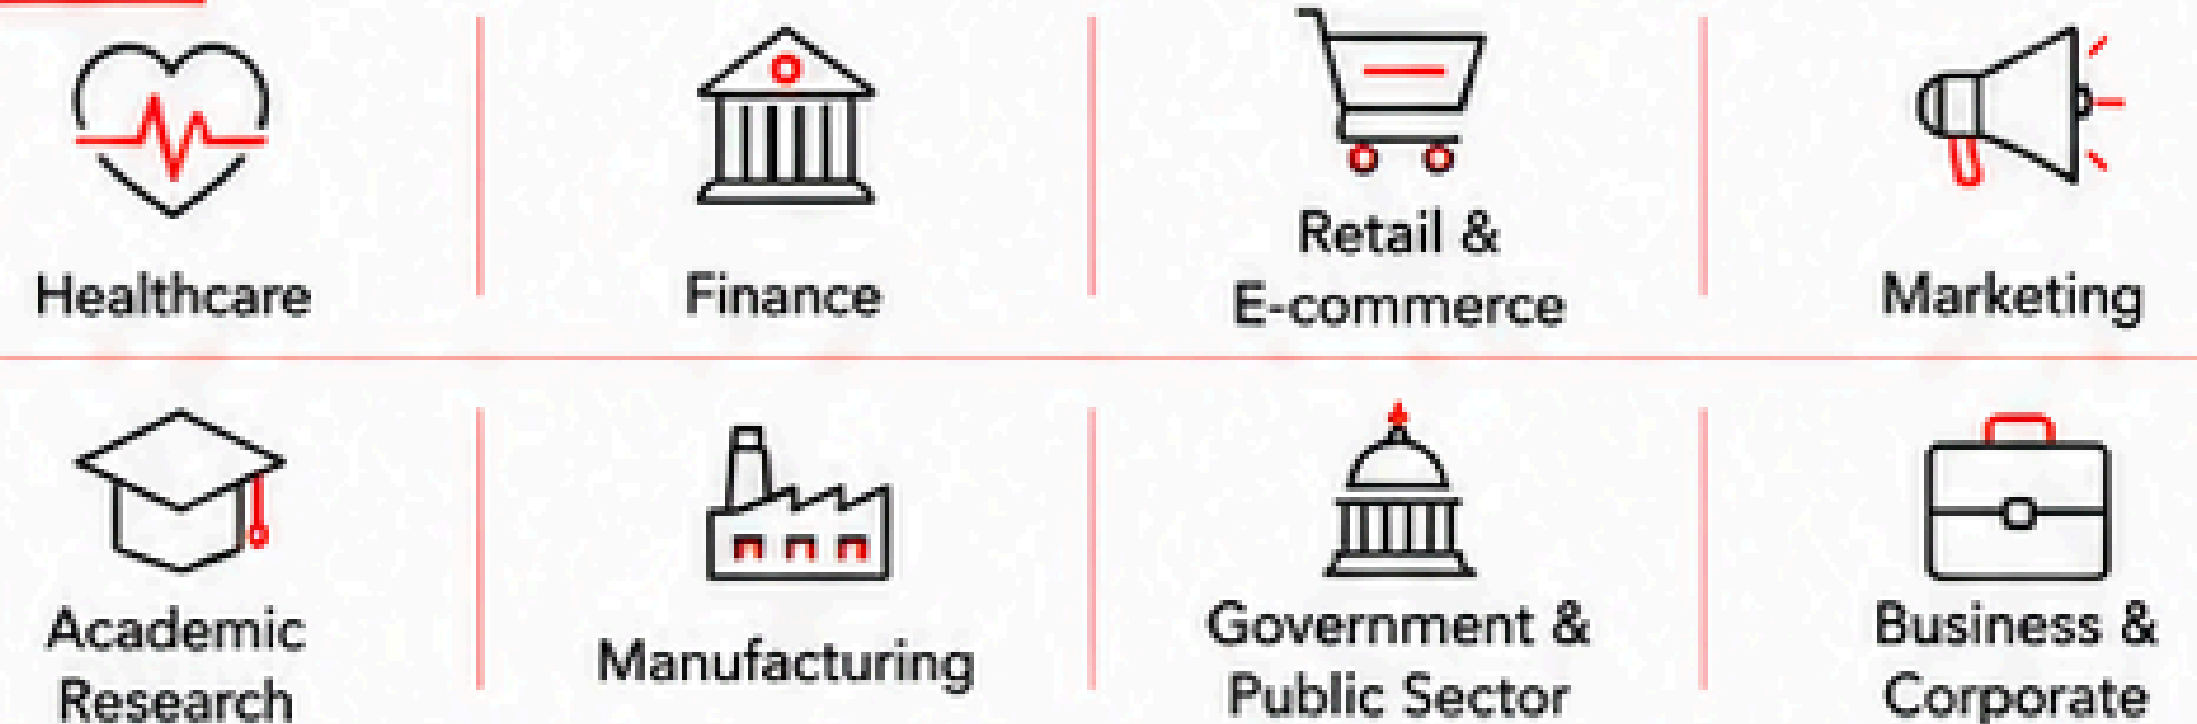 Healthcare
Finance
Retail &
E-commerce
Marketing
Academic
Research
Manufacturing
Government &
Public Sector
Business &
Corporate